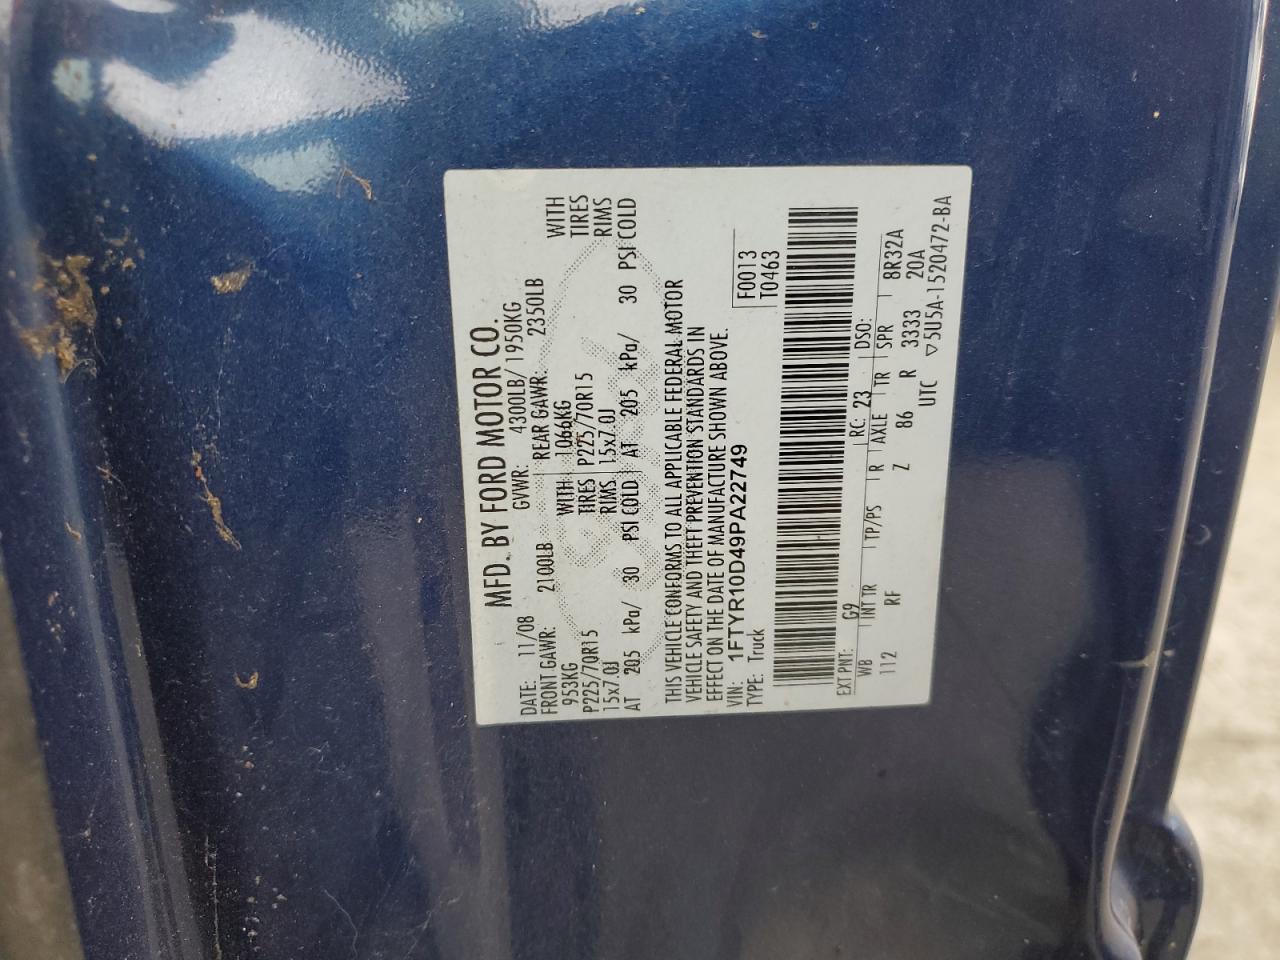 MFD. BY FORD MOTOR CO.
DATE: 11/08 GVWR: 4300LB/ 1950KG
FRONT GAWR: 2100LB REAR GAWR: 2350LB
953KG WITH 1066KG WITH
P225/70R15 TIRES P225/70R15 TIRES
15x7.0J RIMS 15x7.0J RIMS
AT 205 kPa/ 30 PSI COLD AT 205 kPa/ 30 PSI COLD
THIS VEHICLE CONFORMS TO ALL APPLICABLE FEDERAL MOTOR
VEHICLE SAFETY AND THEFT PREVENTION STANDARDS IN
EFFECT ON THE DATE OF MANUFACTURE SHOWN ABOVE.
VIN: 1FTYR10D49PA22749 F0013
TYPE: Truck T0463
EXT PNT: G9 RC: 23 DSO:
WB INT TR TP/PS R AXLE TR SPR 8R32A
112 RF Z 86 R 3333 20A
UTC ▽5U5A-1520472-BA